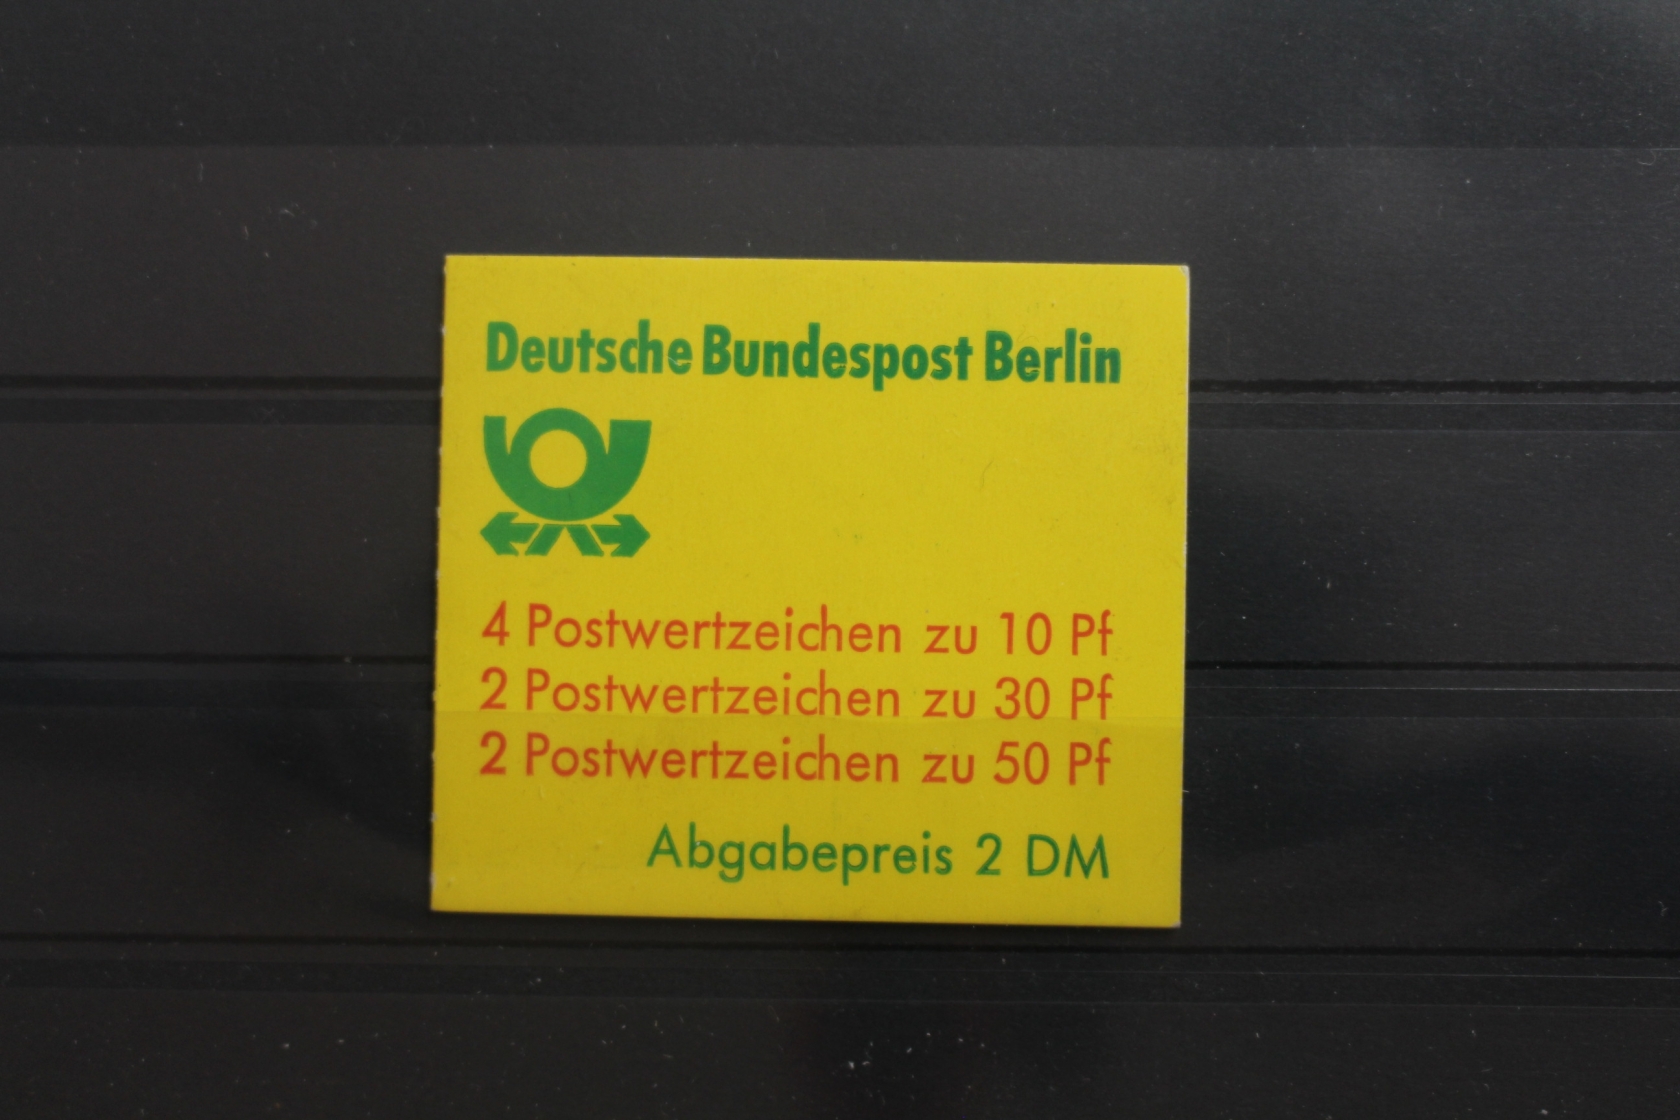 Deutsche Bundespost Berlin
4 Postwertzeichen zu 10 Pf
2 Postwertzeichen zu 30 Pf
2 Postwertzeichen zu 50 Pf
Abgabepreis 2 DM